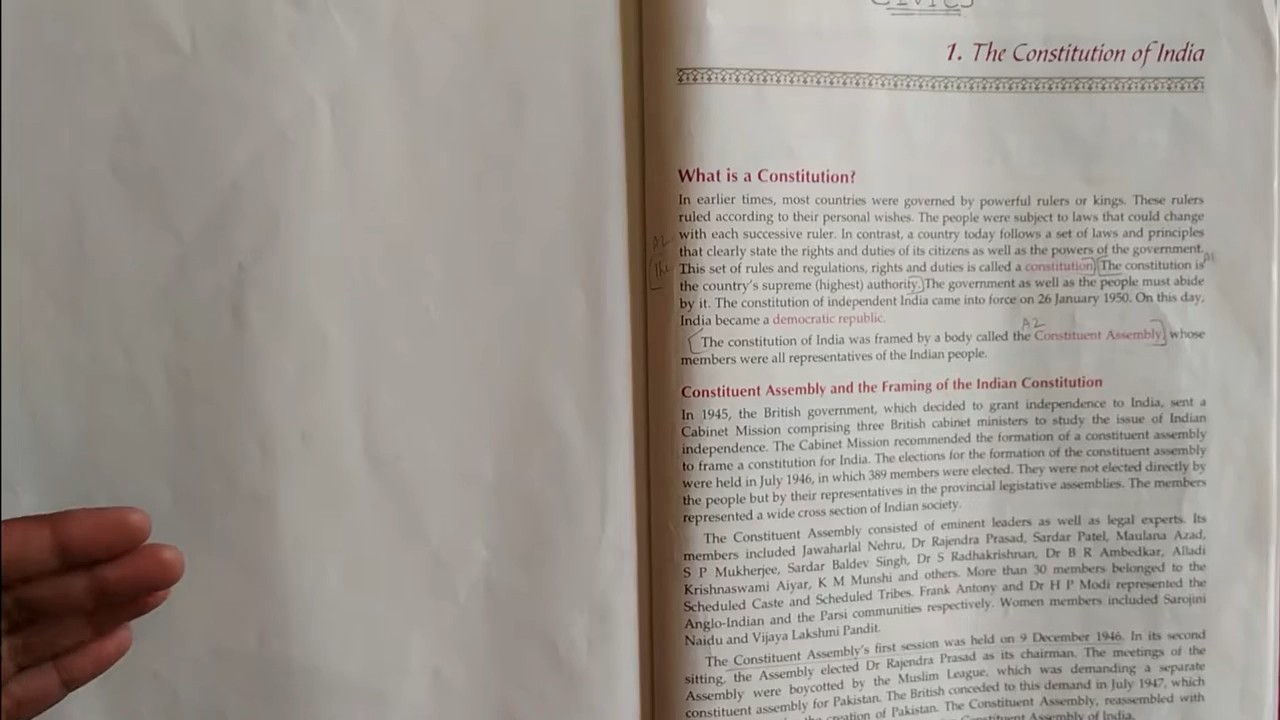 CIVICS
1. The Constitution of India
What is a Constitution?
In earlier times, most countries were governed by powerful rulers or kings. These rulers
ruled according to their personal wishes. The people were subject to laws that could change
with each successive ruler. In contrast, a country today follows a set of laws and principles
A2
that clearly state the rights and duties of its citizens as well as the powers of the government.
The This set of rules and regulations, rights and duties is called a constitution. The constitution is A1
the country's supreme (highest) authority. The government as well as the people must abide
by it. The constitution of independent India came into force on 26 January 1950. On this day,
India became a democratic republic.
A2
The constitution of India was framed by a body called the Constituent Assembly, whose
members were all representatives of the Indian people.
Constituent Assembly and the Framing of the Indian Constitution
In 1945, the British government, which decided to grant independence to India, sent a
Cabinet Mission comprising three British cabinet ministers to study the issue of Indian
independence. The Cabinet Mission recommended the formation of a constituent assembly
to frame a constitution for India. The elections for the formation of the constituent assembly
were held in July 1946, in which 389 members were elected. They were not elected directly by
the people but by their representatives in the provincial legislative assemblies. The members
represented a wide cross section of Indian society.
The Constituent Assembly consisted of eminent leaders as well as legal experts. Its
members included Jawaharlal Nehru, Dr Rajendra Prasad, Sardar Patel, Maulana Azad,
S P Mukherjee, Sardar Baldev Singh, Dr S Radhakrishnan, Dr B R Ambedkar, Alladi
Krishnaswami Aiyar, K M Munshi and others. More than 30 members belonged to the
Scheduled Caste and Scheduled Tribes. Frank Antony and Dr H P Modi represented the
Anglo-Indian and the Parsi communities respectively. Women members included Sarojini
Naidu and Vijaya Lakshmi Pandit.
The Constituent Assembly's first session was held on 9 December 1946. In its second
sitting, the Assembly elected Dr Rajendra Prasad as its chairman. The meetings of the
Assembly were boycotted by the Muslim League, which was demanding a separate
constituent assembly for Pakistan. The British conceded to this demand in July 1947, which
the creation of Pakistan. The Constituent Assembly, reassembled with
Constituent Assembly of India.